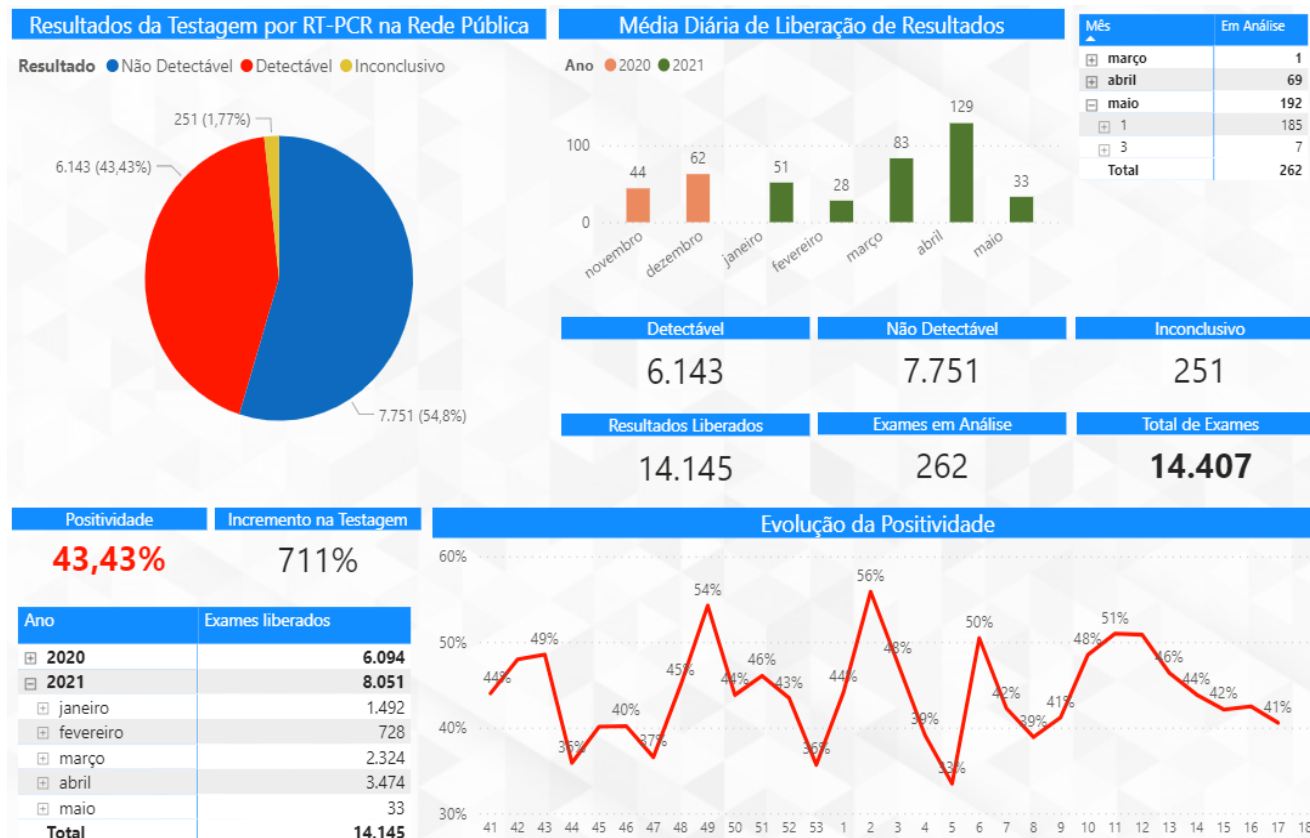 Resultados da Testagem por RT-PCR na Rede Pública
Resultado Não Detectável Detectável Inconclusivo
251 (1,77%)
6.143 (43,43%)
7.751 (54,8%)
Média Diária de Liberação de Resultados
Ano 2020 2021
100
0
44
62
51
28
83
129
33
novembro
dezembro
janeiro
fevereiro
março
abril
maio
Mês Em Análise
março 1
abril 69
maio 192
1 185
3 7
Total 262
Detectável
6.143
Não Detectável
7.751
Inconclusivo
251
Resultados Liberados
14.145
Exames em Análise
262
Total de Exames
14.407
Positividade
43,43%
Incremento na Testagem
711%
Ano Exames liberados
2020 6.094
2021 8.051
janeiro 1.492
fevereiro 728
março 2.324
abril 3.474
maio 33
Total 14.145
Evolução da Positividade
60%
50%
40%
30%
44%
49%
36%
40%
37%
45%
54%
44%
46%
43%
36%
44%
56%
48%
39%
33%
50%
42%
39%
41%
48%
51%
46%
44%
42%
41%
41 42 43 44 45 46 47 48 49 50 51 52 53 1 2 3 4 5 6 7 8 9 10 11 12 13 14 15 16 17